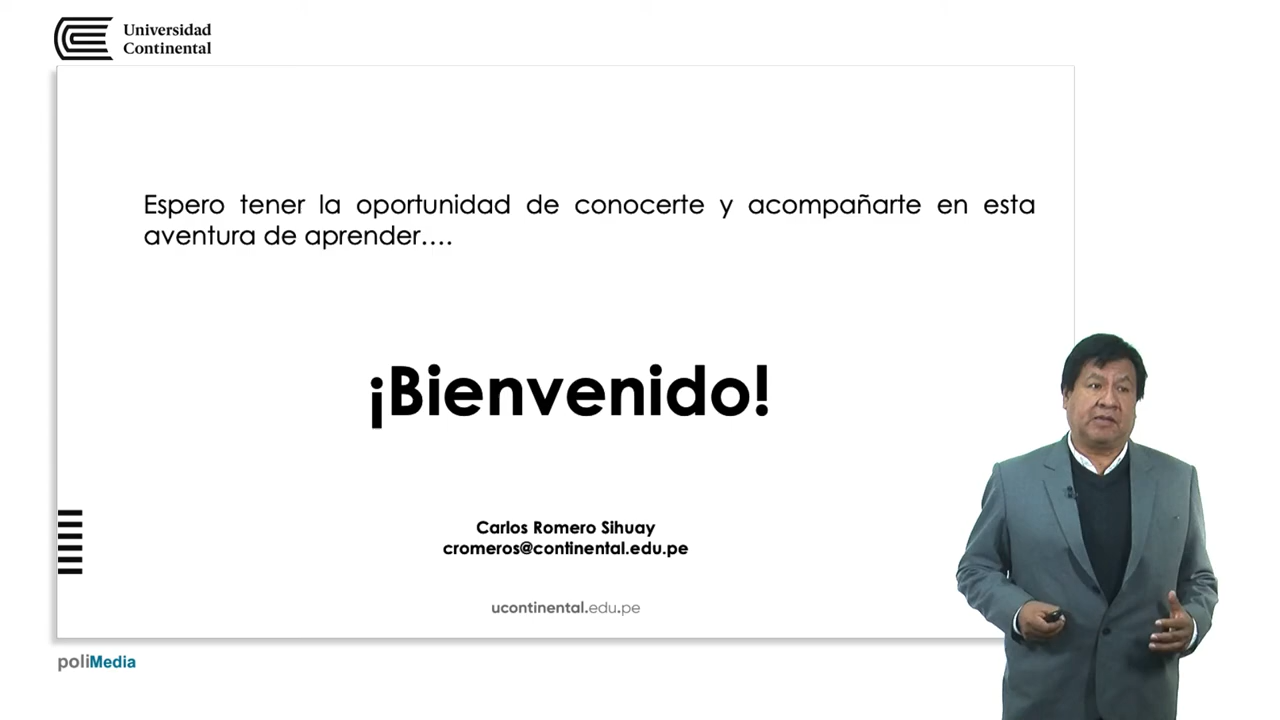 Universidad
Continental
Espero tener la oportunidad de conocerte y acompañarte en esta
aventura de aprender....
¡Bienvenido!
Carlos Romero Sihuay
cromeros@continental.edu.pe
ucontinental.edu.pe
poliMedia